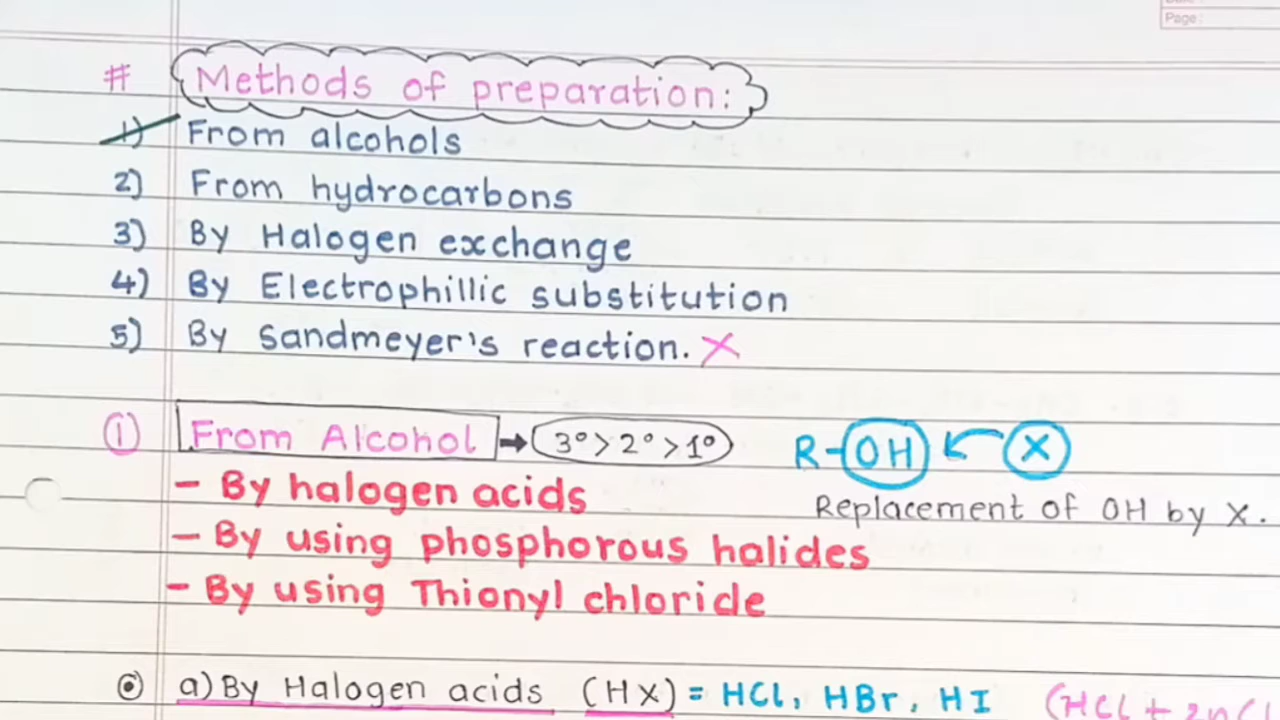 Page:
# Methods of preparation:
1) From alcohols
2) From hydrocarbons
3) By Halogen exchange
4) By Electrophillic substitution
5) By Sandmeyer's reaction. X
① From Alcohol → 3° > 2° > 1° R-OH ← X
Replacement of OH by X.
- By halogen acids
- By using phosphorous halides
- By using Thionyl chloride
a) By Halogen acids (HX) = HCl, HBr, HI (HCl +